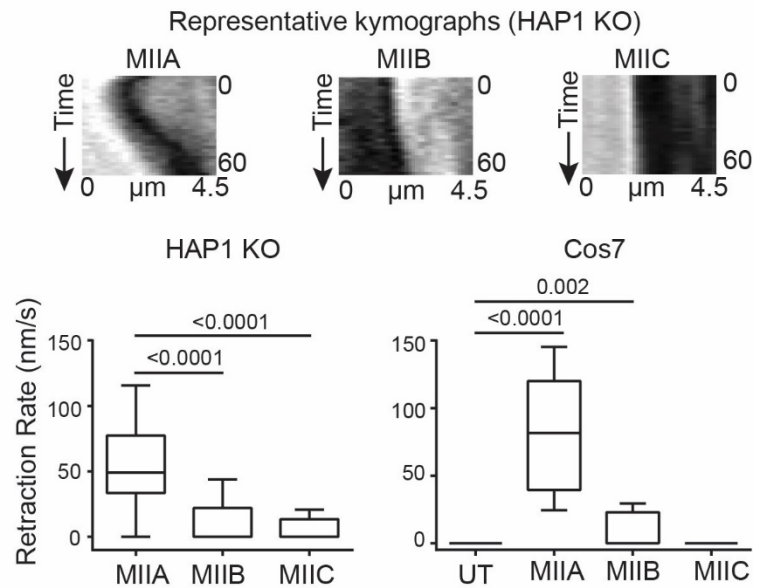 Representative kymographs (HAP1 KO)
MIIA MIIB MIIC
Time 0 Time 0 Time 0
60 60 60
0 µm 4.5 0 µm 4.5 0 µm 4.5
HAP1 KO
<0.0001
<0.0001
Retraction Rate (nm/s)
150
100
50
0
MIIA MIIB MIIC
Cos7
0.002
<0.0001
150
100
50
0
UT MIIA MIIB MIIC